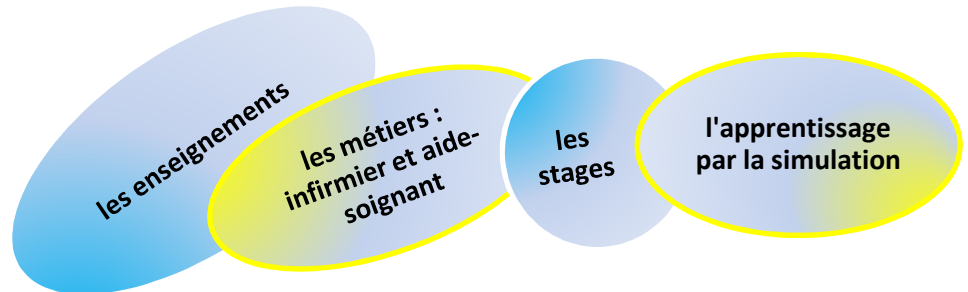 les enseignements
les métiers :
infirmier et aide-
soignant
les
stages
l'apprentissage
par la simulation